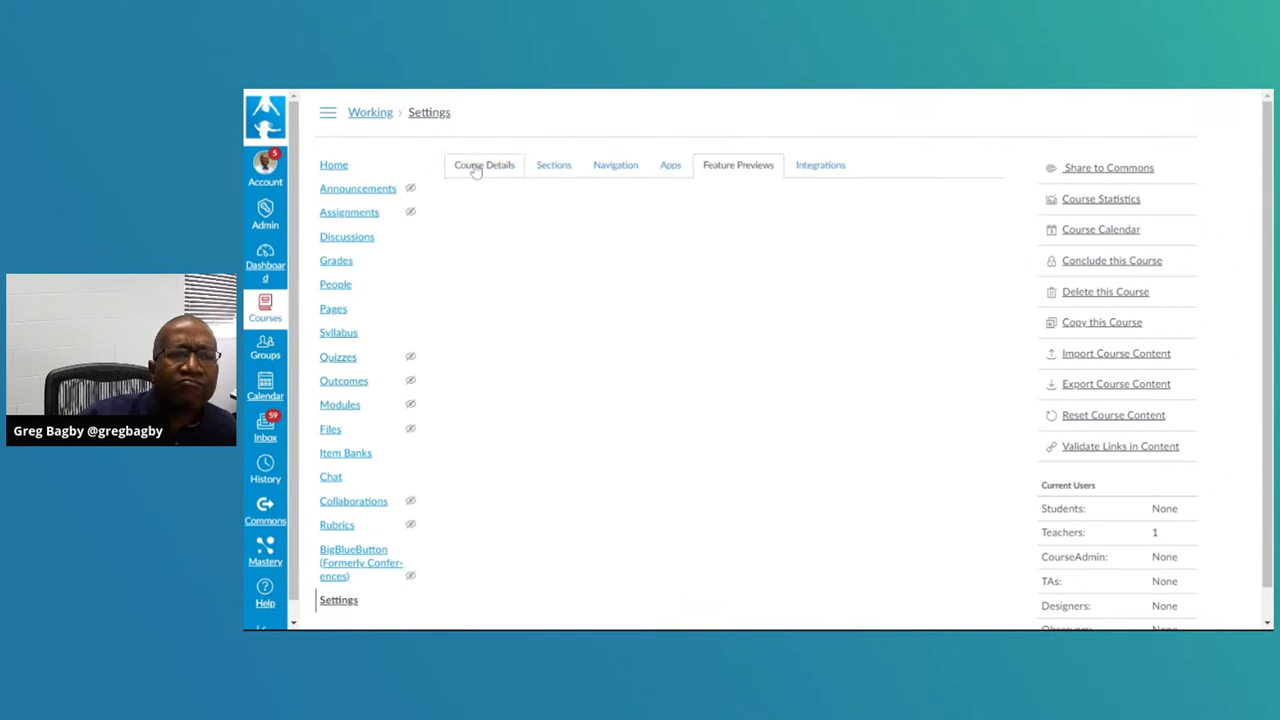 Working › Settings
5
Account
Admin
Dashboar
d
Courses
Groups
Calendar
59
Inbox
History
Commons
Mastery
Help
Home
Announcements
Assignments
Discussions
Grades
People
Pages
Syllabus
Quizzes
Outcomes
Modules
Files
Item Banks
Chat
Collaborations
Rubrics
BigBlueButton
(Formerly Confer-
ences)
Settings
Course Details Sections Navigation Apps Feature Previews Integrations
Share to Commons
Course Statistics
Course Calendar
Conclude this Course
Delete this Course
Copy this Course
Import Course Content
Export Course Content
Reset Course Content
Validate Links in Content
Current Users
Students: None
Teachers: 1
CourseAdmin: None
TAs: None
Designers: None
Greg Bagby @gregbagby